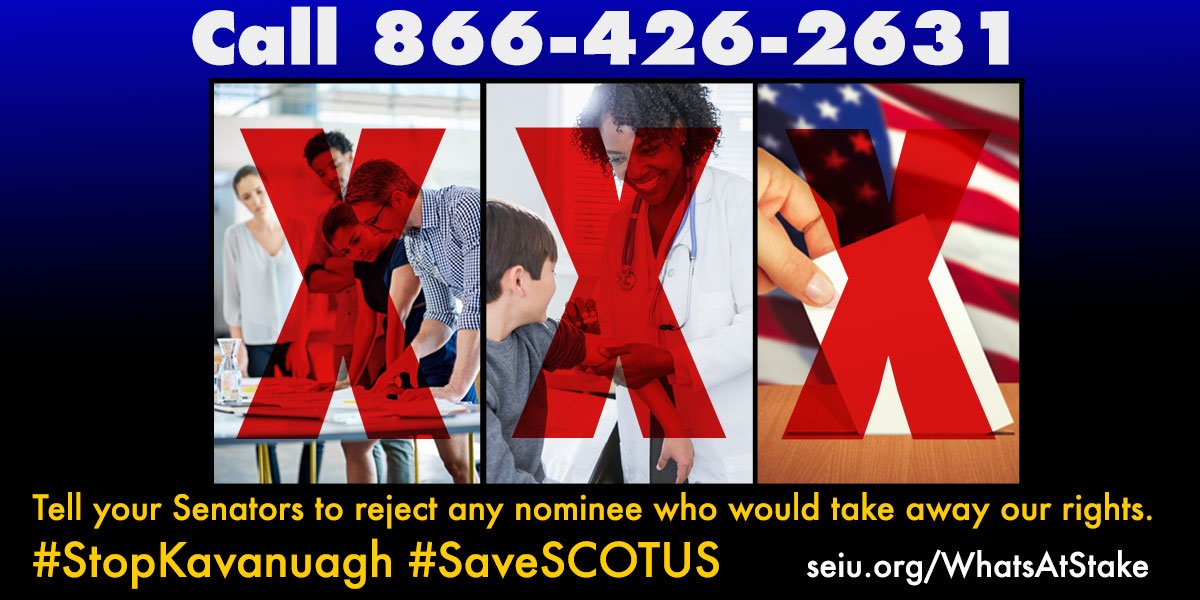 Call 866-426-2631
Tell your Senators to reject any nominee who would take away our rights.
#StopKavanuagh #SaveSCOTUS
seiu.org/WhatsAtStake